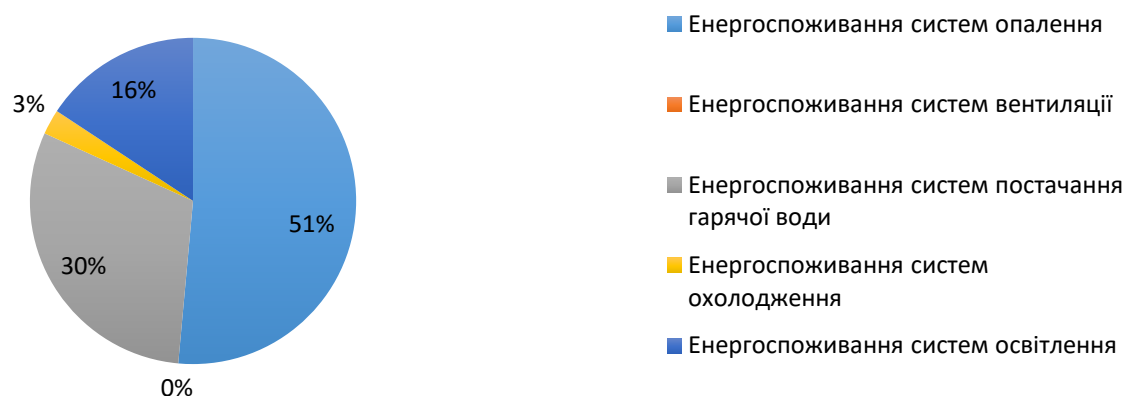 16%
3%
51%
30%
0%
Енергоспоживання систем опалення
Енергоспоживання систем вентиляції
Енергоспоживання систем постачання
гарячої води
Енергоспоживання систем
охолодження
Енергоспоживання систем освітлення